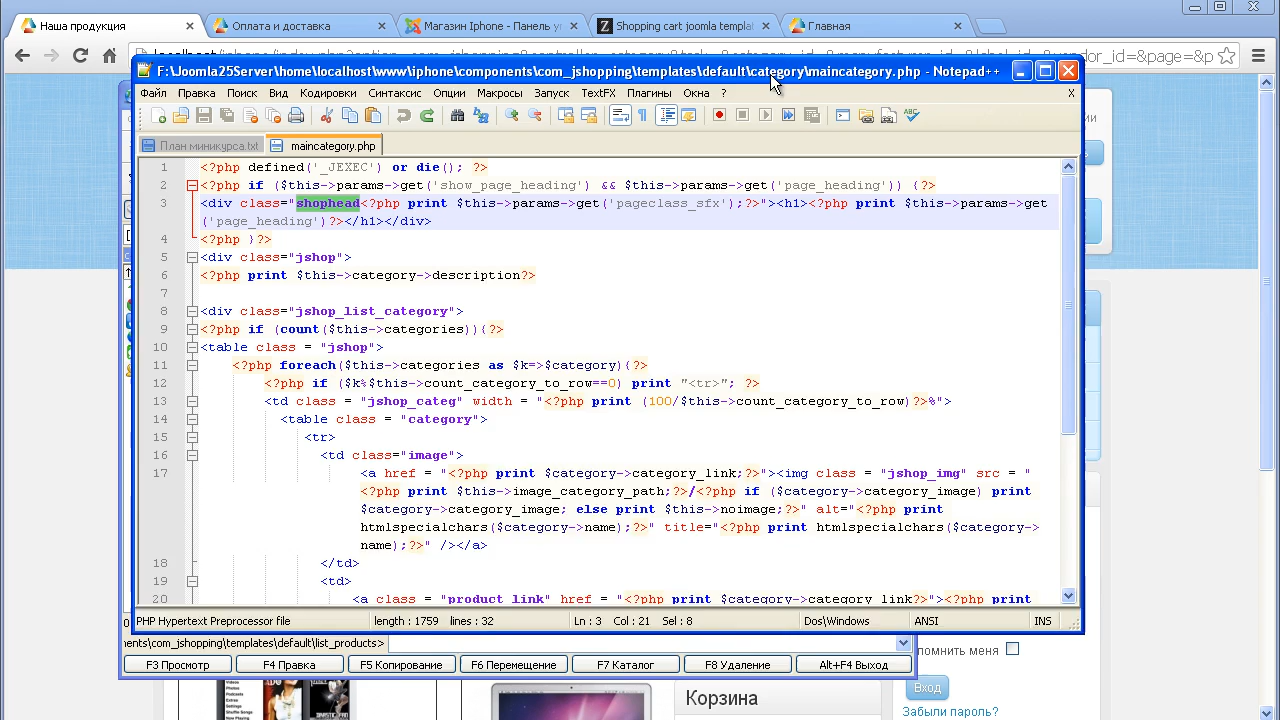 Наша продукция
Оплата и доставка
Магазин Iphone - Панель у
Shopping cart joomla templat
Главная
F:\Joomla25Server\home\localhost\www\iphone\components\com_jshopping\templates\default\category\maincategory.php - Notepad++
Файл Правка Поиск Вид Кодировки Опции Макросы Запуск TextFX Плагины Окна ? X
План миникурса.txt maincategory.php
1 <?php defined('_JEXEC') or die(); ?>
2 <?php if ($this->params->get('show_page_heading') && $this->params->get('page_heading')) {?>
3 <div class="shophead<?php print $this->params->get('pageclass_sfx');?>"><h1><?php print $this->params->get
('page_heading')?></h1></div>
4 <?php }?>
5 <div class="jshop">
6 <?php print $this->category->description?>
7
8 <div class="jshop_list_category">
9 <?php if (count($this->categories)){?>
10 <table class = "jshop">
11 <?php foreach($this->categories as $k=>$category){?>
12 <?php if ($k%$this->count_category_to_row==0) print "<tr>"; ?>
13 <td class = "jshop_categ" width = "<?php print (100/$this->count_category_to_row)?>%">
14 <table class = "category">
15 <tr>
16 <td class="image">
17 <a href = "<?php print $category->category_link;?>"><img class = "jshop_img" src = "
<?php print $this->image_category_path;?>/<?php if ($category->category_image) print
$category->category_image; else print $this->noimage;?>" alt="<?php print
htmlspecialchars($category->name);?>" title="<?php print htmlspecialchars($category->
name);?>" /></a>
18 </td>
19 <td>
20 <a class = "product_link" href = "<?php print $category->category_link?>"><?php print
PHP Hypertext Preprocessor file length : 1759 lines : 32 Ln : 3 Col : 21 Sel : 8 Dos\Windows ANSI INS
nents\com_jshopping\templates\default\list_products>
F3 Просмотр F4 Правка F5 Копирование F6 Перемещение F7 Каталог F8 Удаление Alt+F4 Выход
помнить меня
Вход
Забыли пароль?
Корзина